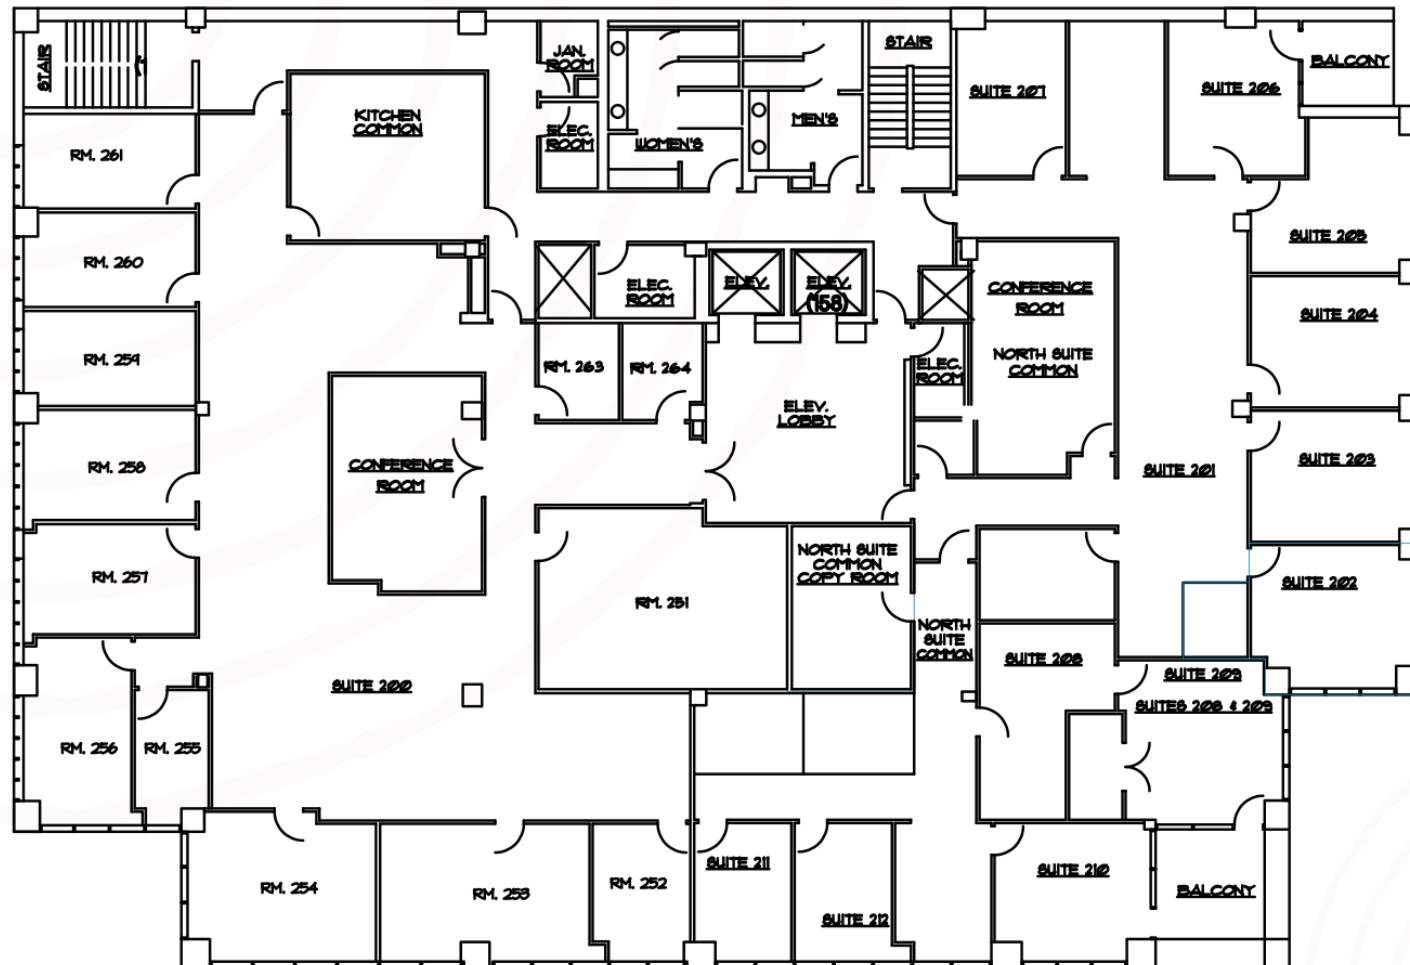 STAIR
JAN.
ROOM
STAIR
BALCONY
SUITE 207
SUITE 206
KITCHEN
COMMON
ELEC.
ROOM
WOMEN'S
MEN'S
RM. 261
SUITE 205
RM. 260
ELEC.
ROOM
ELEV.
ELEV.
(158)
CONFERENCE
ROOM
NORTH SUITE
COMMON
SUITE 204
RM. 259
RM. 263
RM. 264
ELEC.
ROOM
ELEV.
LOBBY
RM. 258
CONFERENCE
ROOM
SUITE 201
SUITE 203
RM. 257
NORTH SUITE
COMMON
COPY ROOM
SUITE 202
RM. 251
NORTH
SUITE
COMMON
SUITE 208
SUITE 209
SUITES 208 & 209
SUITE 200
RM. 256
RM. 255
RM. 254
RM. 253
RM. 252
SUITE 211
SUITE 212
SUITE 210
BALCONY